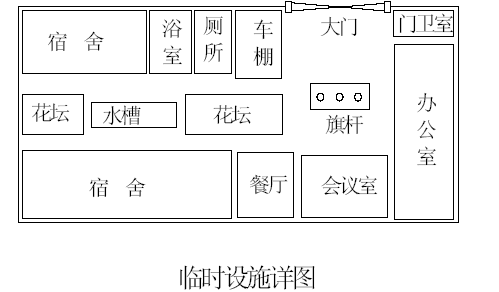 宿 舍
浴室
厕所
车棚
大门
门卫室
花坛
水槽
花坛
旗杆
办公室
宿 舍
餐厅
会议室
临时设施详图